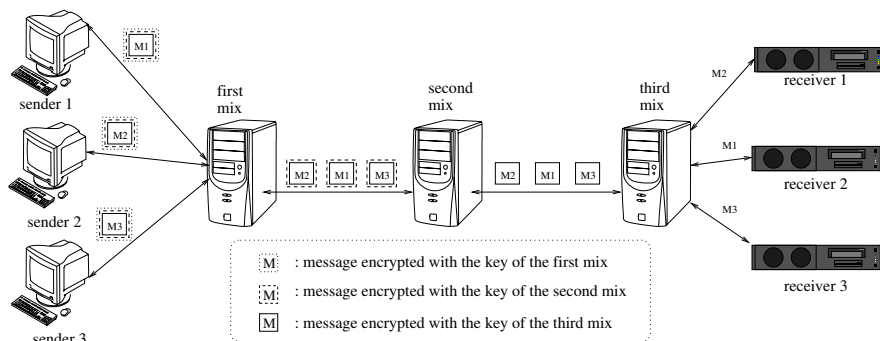 M1
sender 1
M2
sender 2
M3
sender 3
first
mix
M2
M1
M3
second
mix
M2
M1
M3
third
mix
M2
receiver 1
M1
receiver 2
M3
receiver 3
M : message encrypted with the key of the first mix
M : message encrypted with the key of the second mix
M : message encrypted with the key of the third mix